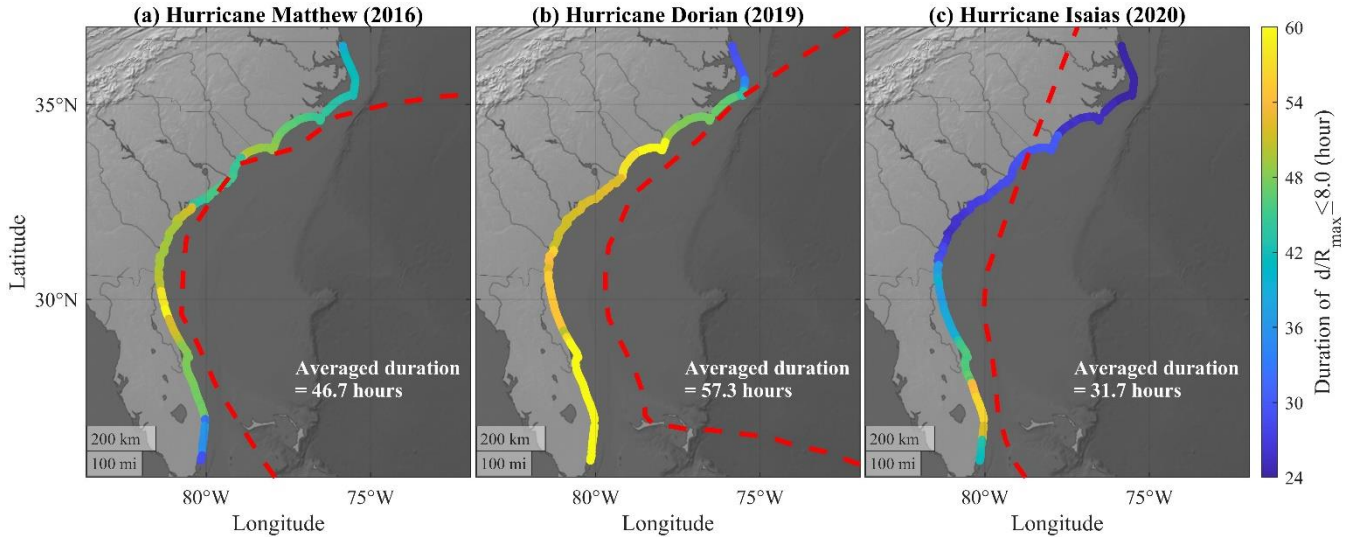 (a) Hurricane Matthew (2016)
(b) Hurricane Dorian (2019)
(c) Hurricane Isaias (2020)
Latitude
35°N
30°N
Averaged duration
= 46.7 hours
200 km
100 mi
80°W
75°W
Longitude
Averaged duration
= 57.3 hours
200 km
100 mi
80°W
75°W
Longitude
Averaged duration
= 31.7 hours
200 km
100 mi
80°W
75°W
Longitude
60
54
48
42
36
30
24
Duration of d/Rmax≤8.0 (hour)